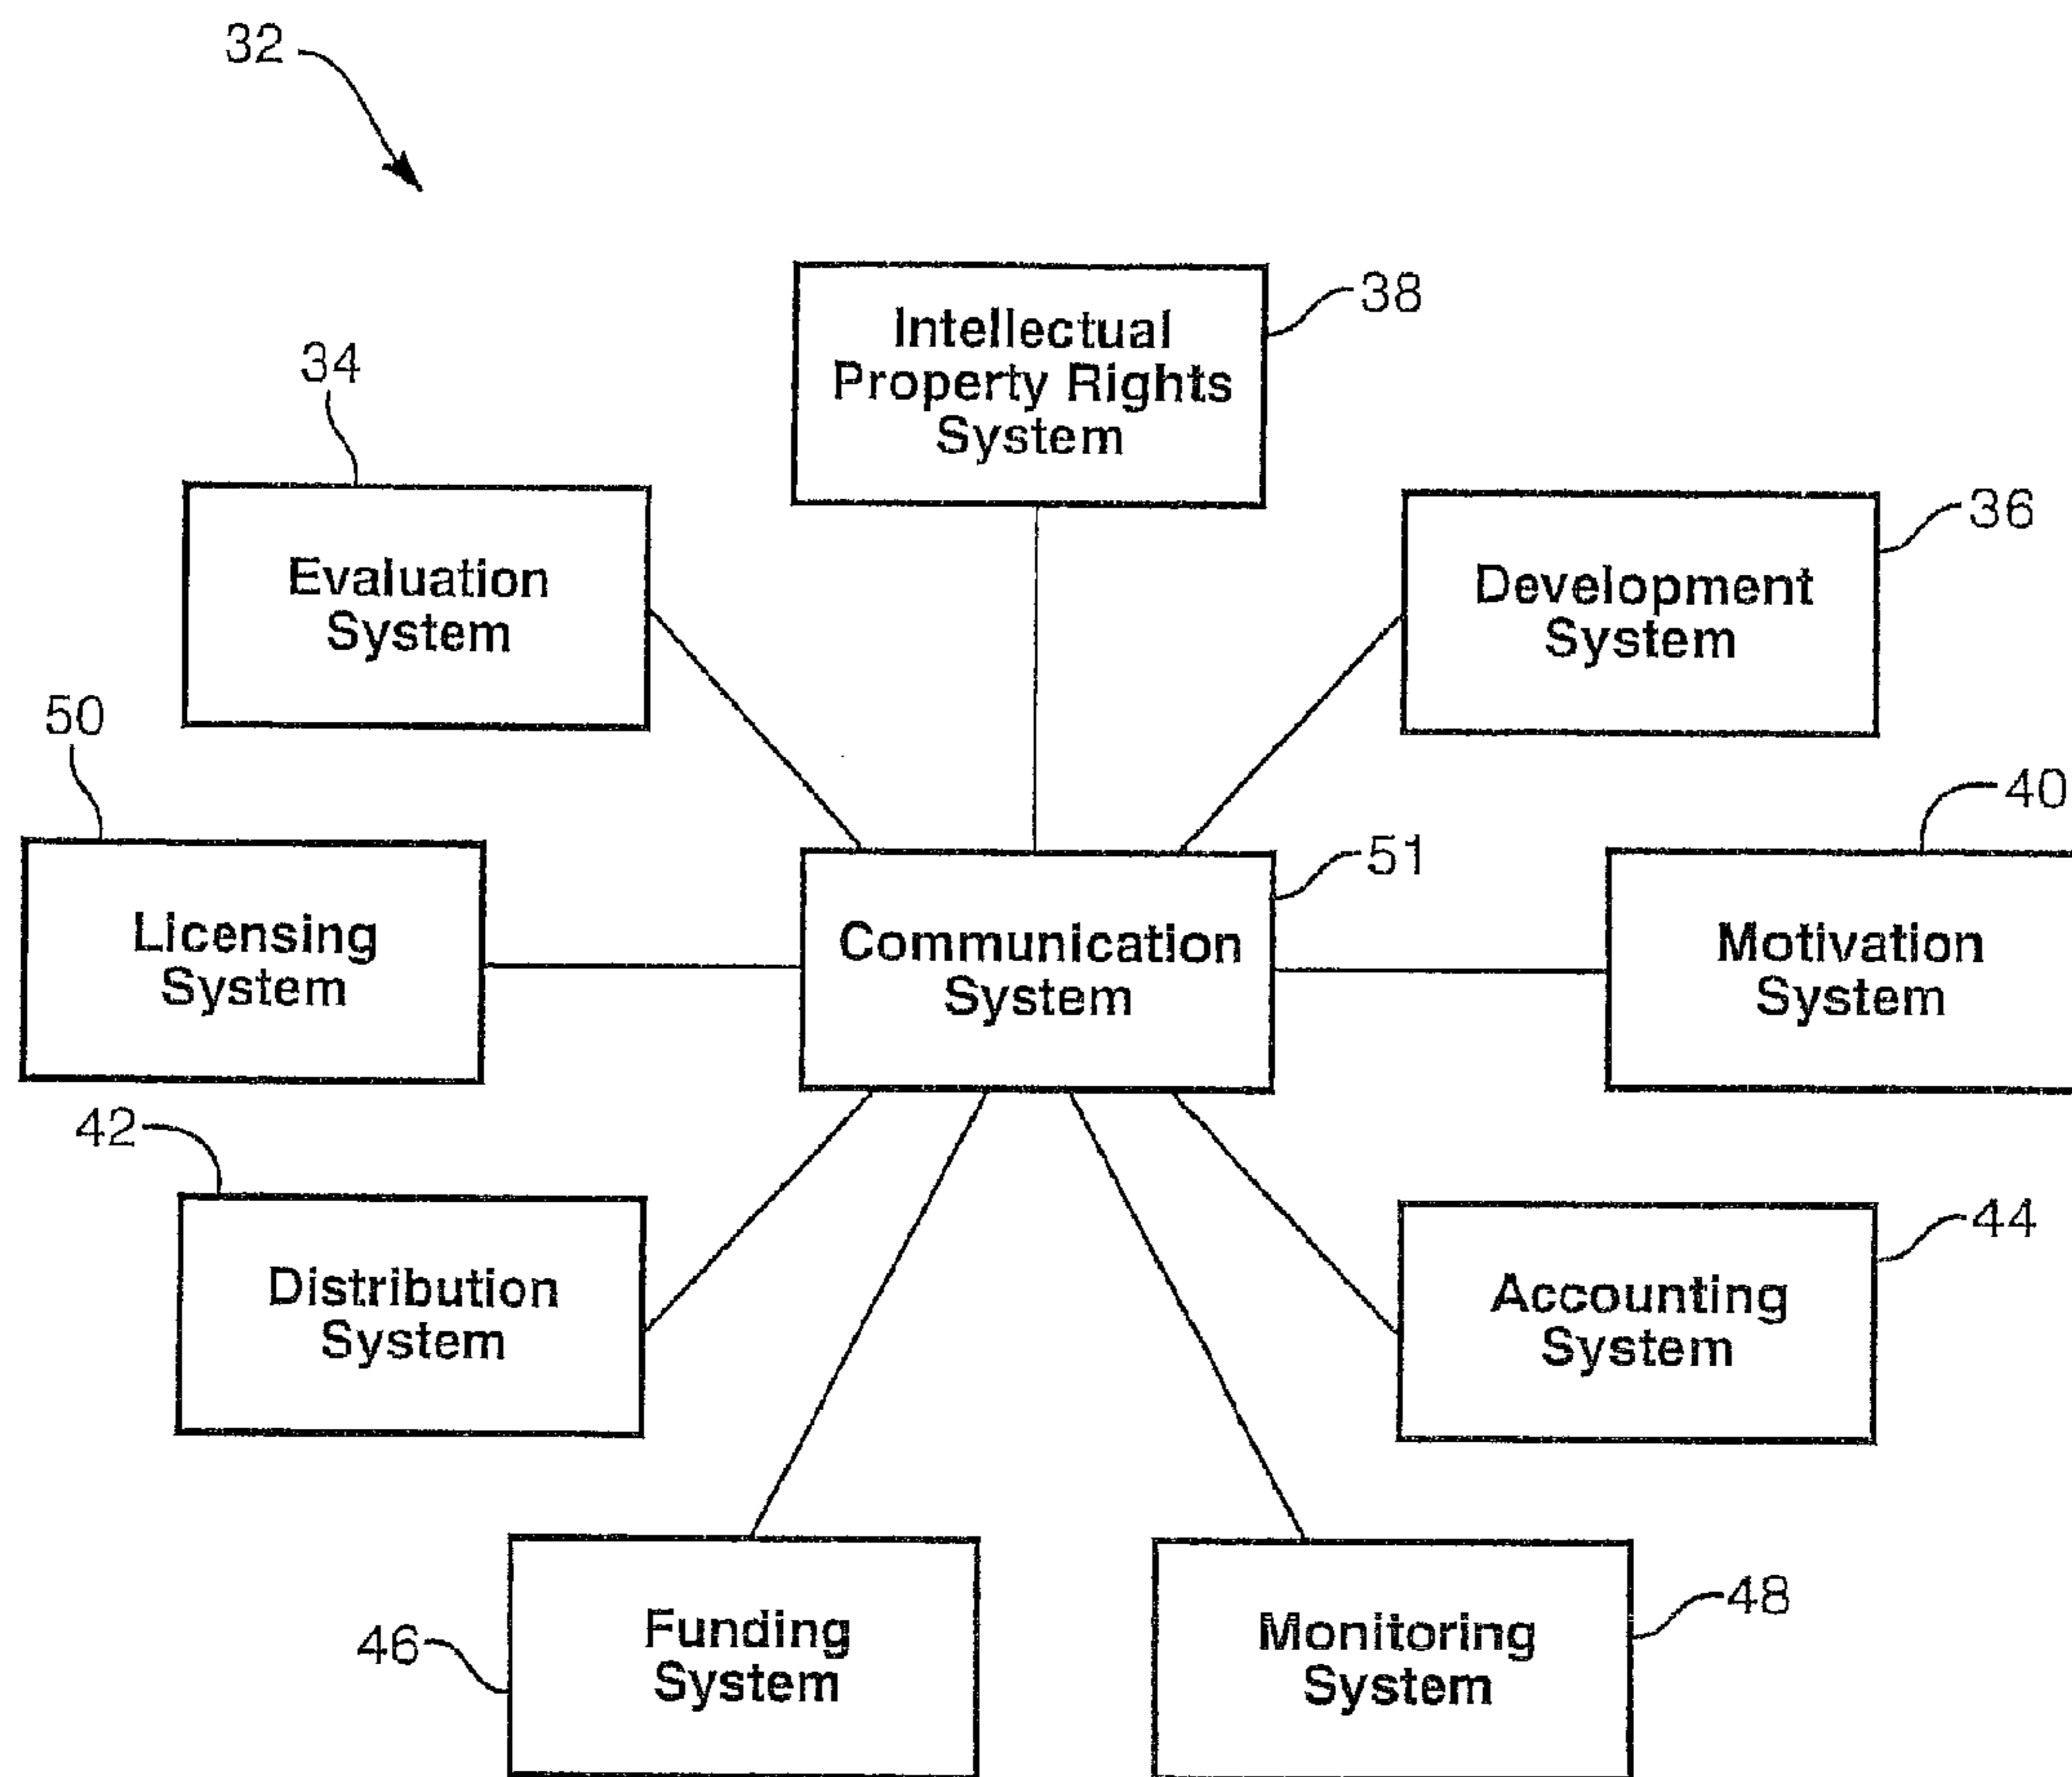 32
38
Intellectual
Property Rights
System
34
Evaluation
System
36
Development
System
50
Licensing
System
51
Communication
System
40
Motivation
System
42
Distribution
System
44
Accounting
System
46
Funding
System
48
Monitoring
System